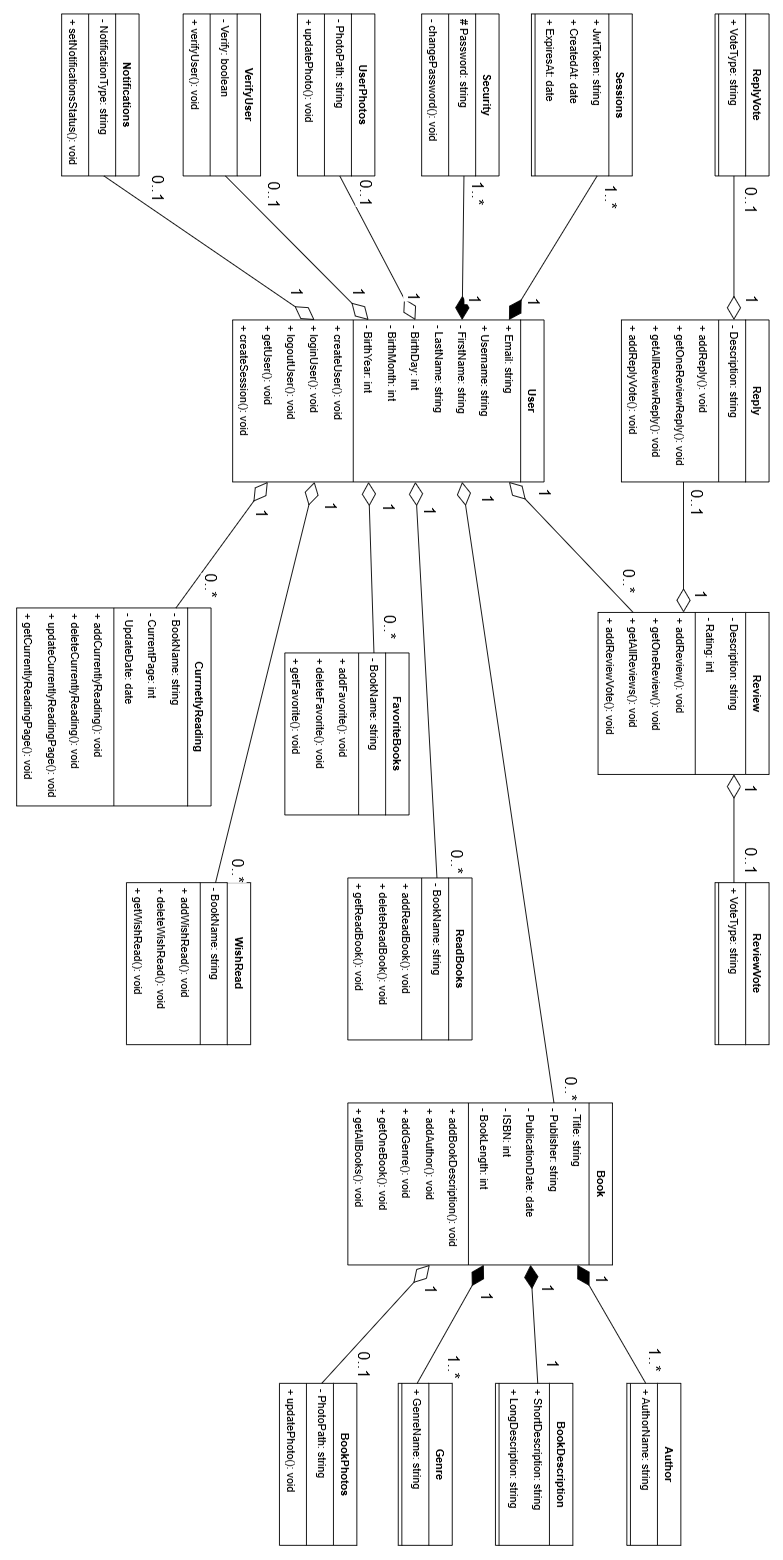 ReplyVote
+ VoteType: string
0..1
1
Reply
- Description: string
+ addReply(): void
+ getOneReviewReply(): void
+ getAllReviewReply(): void
+ addReplyVote(): void
0..1
1
Review
- Description: string
- Rating: int
+ addReview(): void
+ getOneReview(): void
+ getAllReviews(): void
+ addReviewVote(): void
1
0..1
ReviewVote
+ VoteType: string
Sessions
+ JwtToken: string
+ CreatedAt: date
+ ExpiresAt: date
1..*
1
Security
# Password: string
- changePassword(): void
1..*
1
UserPhotos
- PhotoPath: string
+ updatePhoto(): void
0..1
1
VerifyUser
- Verify: boolean
+ verifyUser(): void
0..1
1
Notifications
- NotificationType: string
+ setNotificationsStatus(): void
0..1
1
User
+ Email: string
+ Username: string
- FirstName: string
- LastName: string
- BirthDay: int
- BirthMonth: int
- BirthYear: int
+ createUser(): void
+ loginUser(): void
+ logoutUser(): void
+ getUser(): void
+ createSession(): void
1
0..*
1
0..*
1
0..*
1
0..*
1
0..*
1
0..*
CurrnetlyReading
- BookName: string
- CurrentPage: int
- UpdateDate: date
+ addCurrentlyReading(): void
+ deleteCurrentlyReading(): void
+ updateCurrentlyReadingPage(): void
+ getCurrentlyReadingPage(): void
FavoriteBooks
- BookName: string
+ addFavorite(): void
+ deleteFavorite(): void
+ getFavorite(): void
WishRead
- BookName: string
+ addWishRead(): void
+ deleteWishRead(): void
+ getWishRead(): void
ReadBooks
- BookName: string
+ addReadBook(): void
+ deleteReadBook(): void
+ getReadBook(): void
Book
- Title: string
- Publisher: string
- PublicationDate: date
- ISBN: int
- BookLength: int
+ addBookDescription(): void
+ addAuthor(): void
+ addGenre(): void
+ getOneBook(): void
+ getAllBooks(): void
1
1..*
1
1
1
1..*
1
0..1
Author
+ AuthorName: string
BookDescription
+ ShortDescription: string
+ LongDescription: string
Genre
+ GenreName: string
BookPhotos
- PhotoPath: string
+ updatePhoto(): void